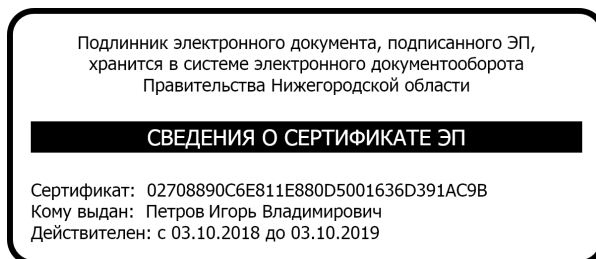 Подлинник электронного документа, подписанного ЭП,
хранится в системе электронного документооборота
Правительства Нижегородской области
СВЕДЕНИЯ О СЕРТИФИКАТЕ ЭП
Сертификат: 02708890C6E811E880D5001636D391AC9B
Кому выдан: Петров Игорь Владимирович
Действителен: с 03.10.2018 до 03.10.2019